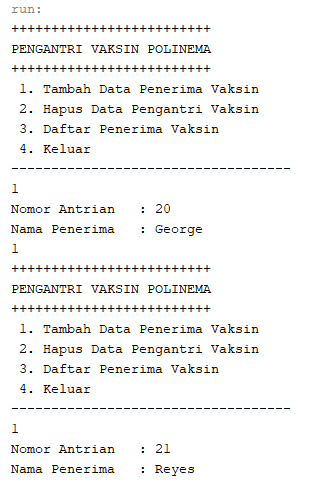 run:
+++++++++++++++++++++++++
PENGANTRI VAKSIN POLINEMA
+++++++++++++++++++++++++
 1. Tambah Data Penerima Vaksin
 2. Hapus Data Pengantri Vaksin
 3. Daftar Penerima Vaksin
 4. Keluar
-----------------------------------
1
Nomor Antrian   : 20
Nama Penerima   : George
1
+++++++++++++++++++++++++
PENGANTRI VAKSIN POLINEMA
+++++++++++++++++++++++++
 1. Tambah Data Penerima Vaksin
 2. Hapus Data Pengantri Vaksin
 3. Daftar Penerima Vaksin
 4. Keluar
-----------------------------------
1
Nomor Antrian   : 21
Nama Penerima   : Reyes